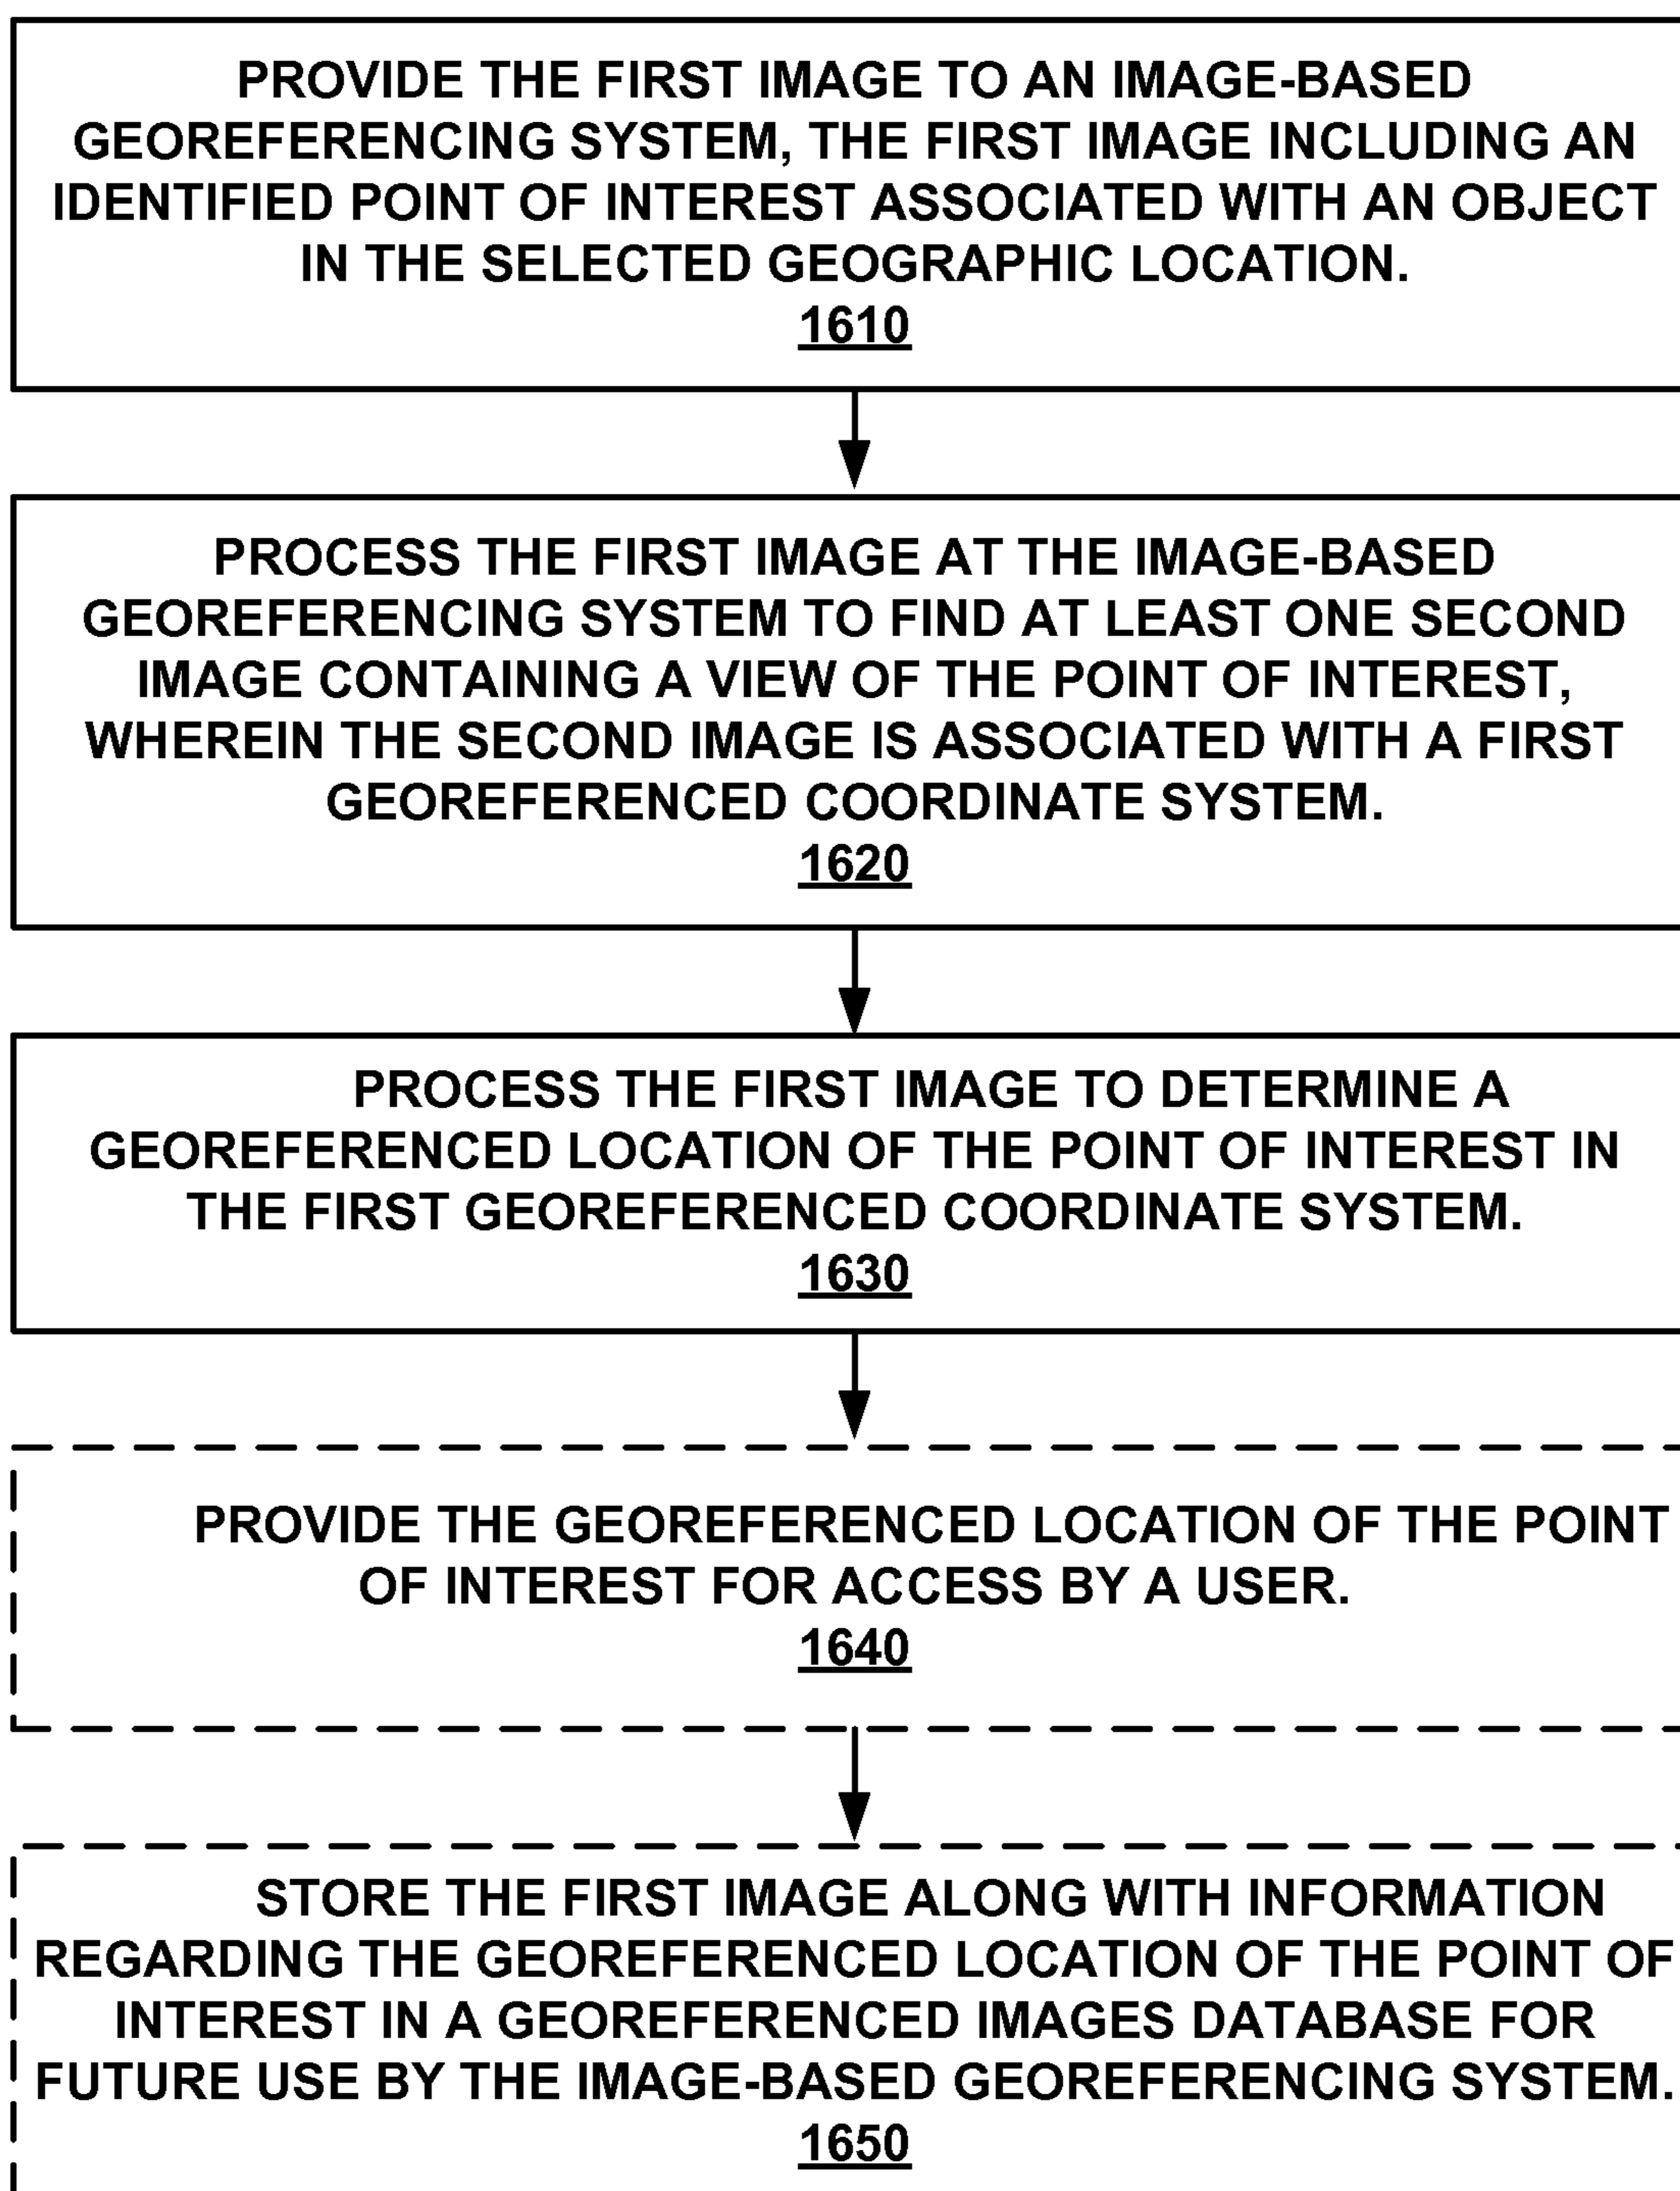 PROVIDE THE FIRST IMAGE TO AN IMAGE-BASED
GEOREFERENCING SYSTEM, THE FIRST IMAGE INCLUDING AN
IDENTIFIED POINT OF INTEREST ASSOCIATED WITH AN OBJECT
IN THE SELECTED GEOGRAPHIC LOCATION.
1610
PROCESS THE FIRST IMAGE AT THE IMAGE-BASED
GEOREFERENCING SYSTEM TO FIND AT LEAST ONE SECOND
IMAGE CONTAINING A VIEW OF THE POINT OF INTEREST,
WHEREIN THE SECOND IMAGE IS ASSOCIATED WITH A FIRST
GEOREFERENCED COORDINATE SYSTEM.
1620
PROCESS THE FIRST IMAGE TO DETERMINE A
GEOREFERENCED LOCATION OF THE POINT OF INTEREST IN
THE FIRST GEOREFERENCED COORDINATE SYSTEM.
1630
PROVIDE THE GEOREFERENCED LOCATION OF THE POINT
OF INTEREST FOR ACCESS BY A USER.
1640
STORE THE FIRST IMAGE ALONG WITH INFORMATION
REGARDING THE GEOREFERENCED LOCATION OF THE POINT OF
INTEREST IN A GEOREFERENCED IMAGES DATABASE FOR
FUTURE USE BY THE IMAGE-BASED GEOREFERENCING SYSTEM.
1650